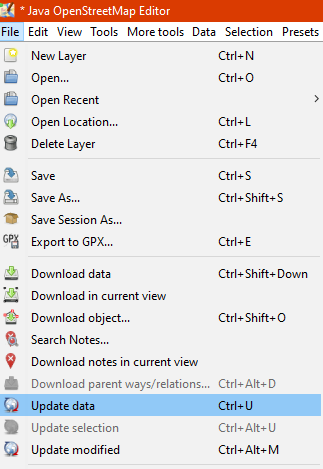 * Java OpenStreetMap Editor
File Edit View Tools More tools Data Selection Presets
New Layer Ctrl+N
Open... Ctrl+O
Open Recent
Open Location... Ctrl+L
Delete Layer Ctrl+F4
Save Ctrl+S
Save As... Ctrl+Shift+S
Save Session As...
GPX Export to GPX... Ctrl+E
Download data Ctrl+Shift+Down
Download in current view
Download object... Ctrl+Shift+O
Search Notes...
Download notes in current view
Download parent ways/relations... Ctrl+Alt+D
Update data Ctrl+U
Update selection Ctrl+Alt+U
Update modified Ctrl+Alt+M